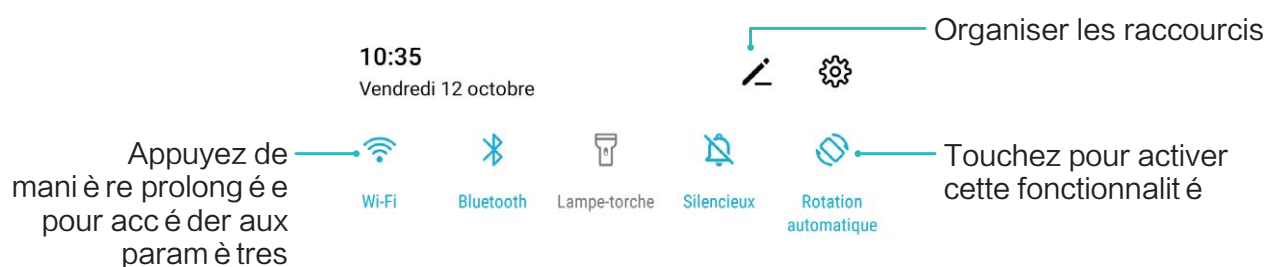 Organiser les raccourcis
10:35
Vendredi 12 octobre
Appuyez de
mani è re prolong é e
pour acc é der aux
param è tres
Wi-Fi
Bluetooth
Lampe-torche
Silencieux
Rotation
automatique
Touchez pour activer
cette fonctionnalit é